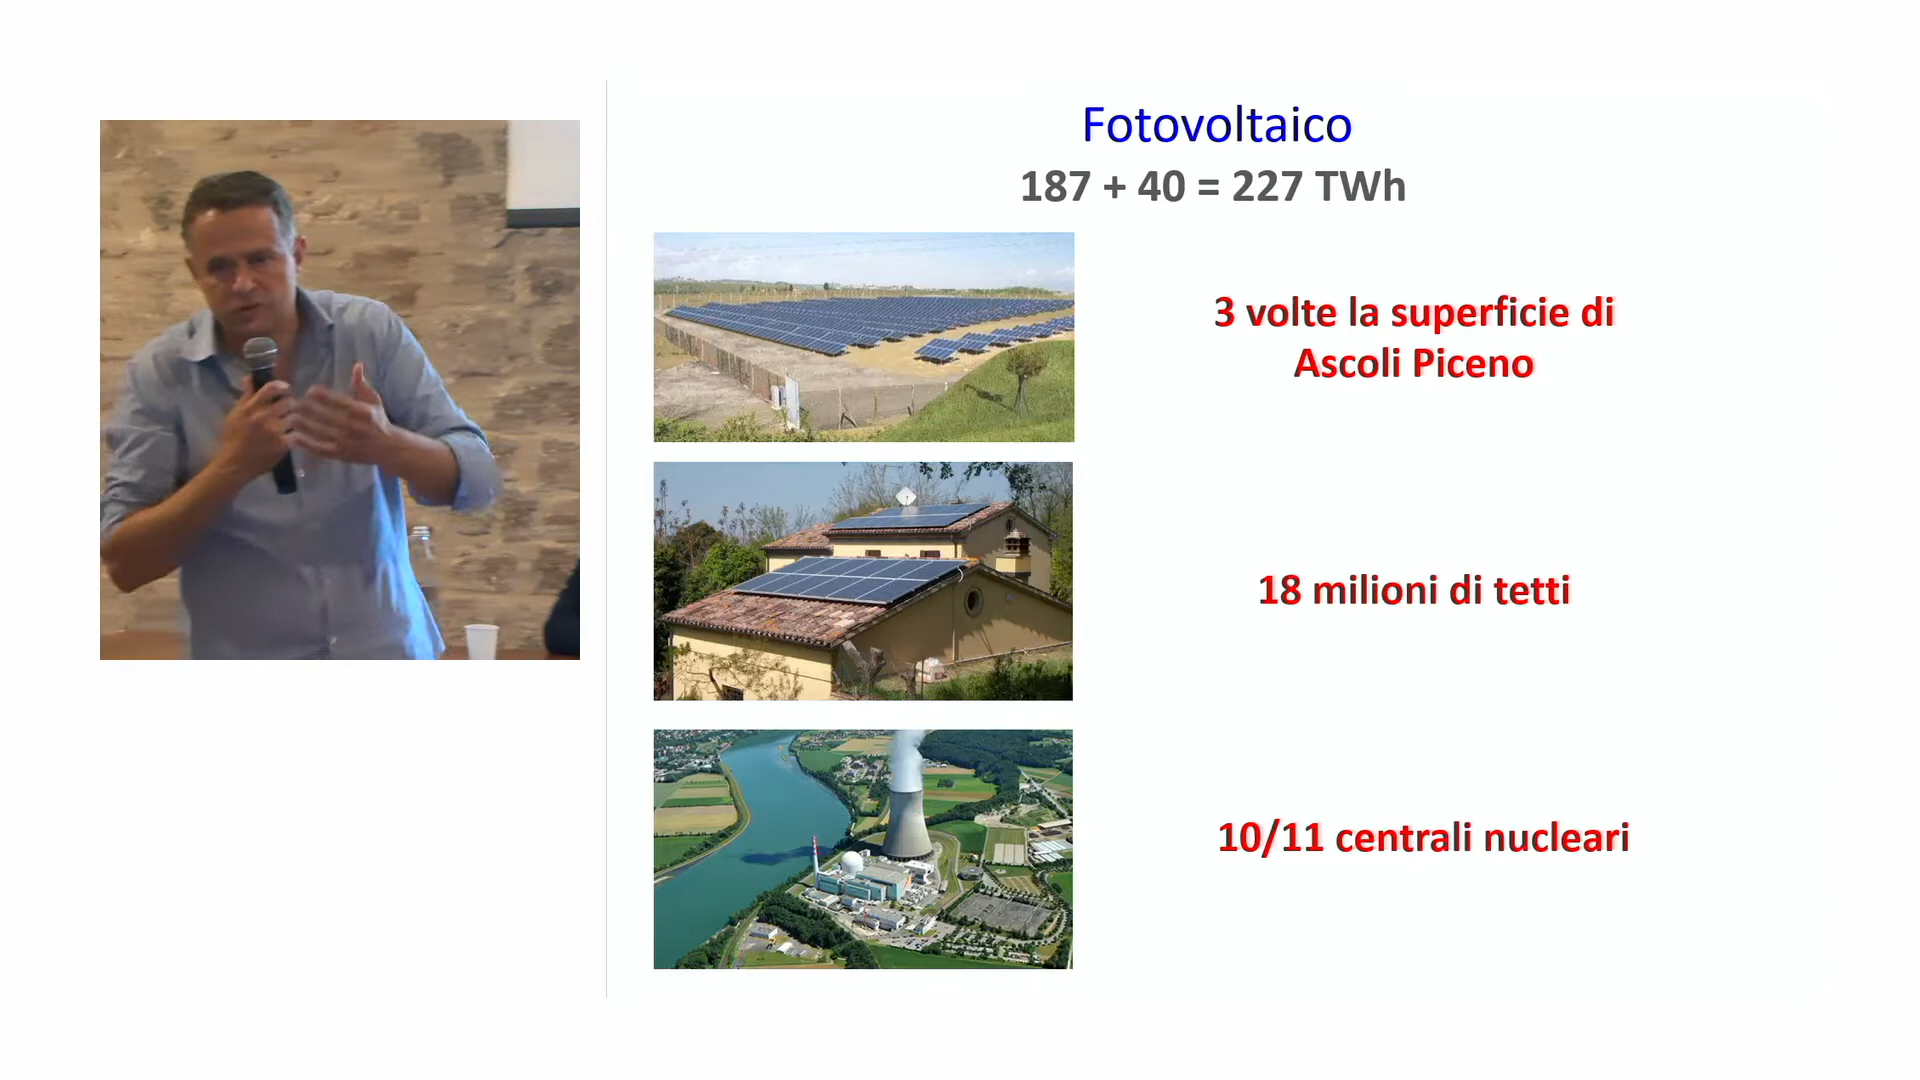 Fotovoltaico
187 + 40 = 227 TWh
3 volte la superficie di
Ascoli Piceno
18 milioni di tetti
10/11 centrali nucleari